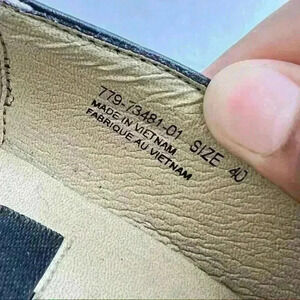 779-73481-01 SIZE 40
MADE IN VIETNAM
FABRIQUE AU VIETNAM